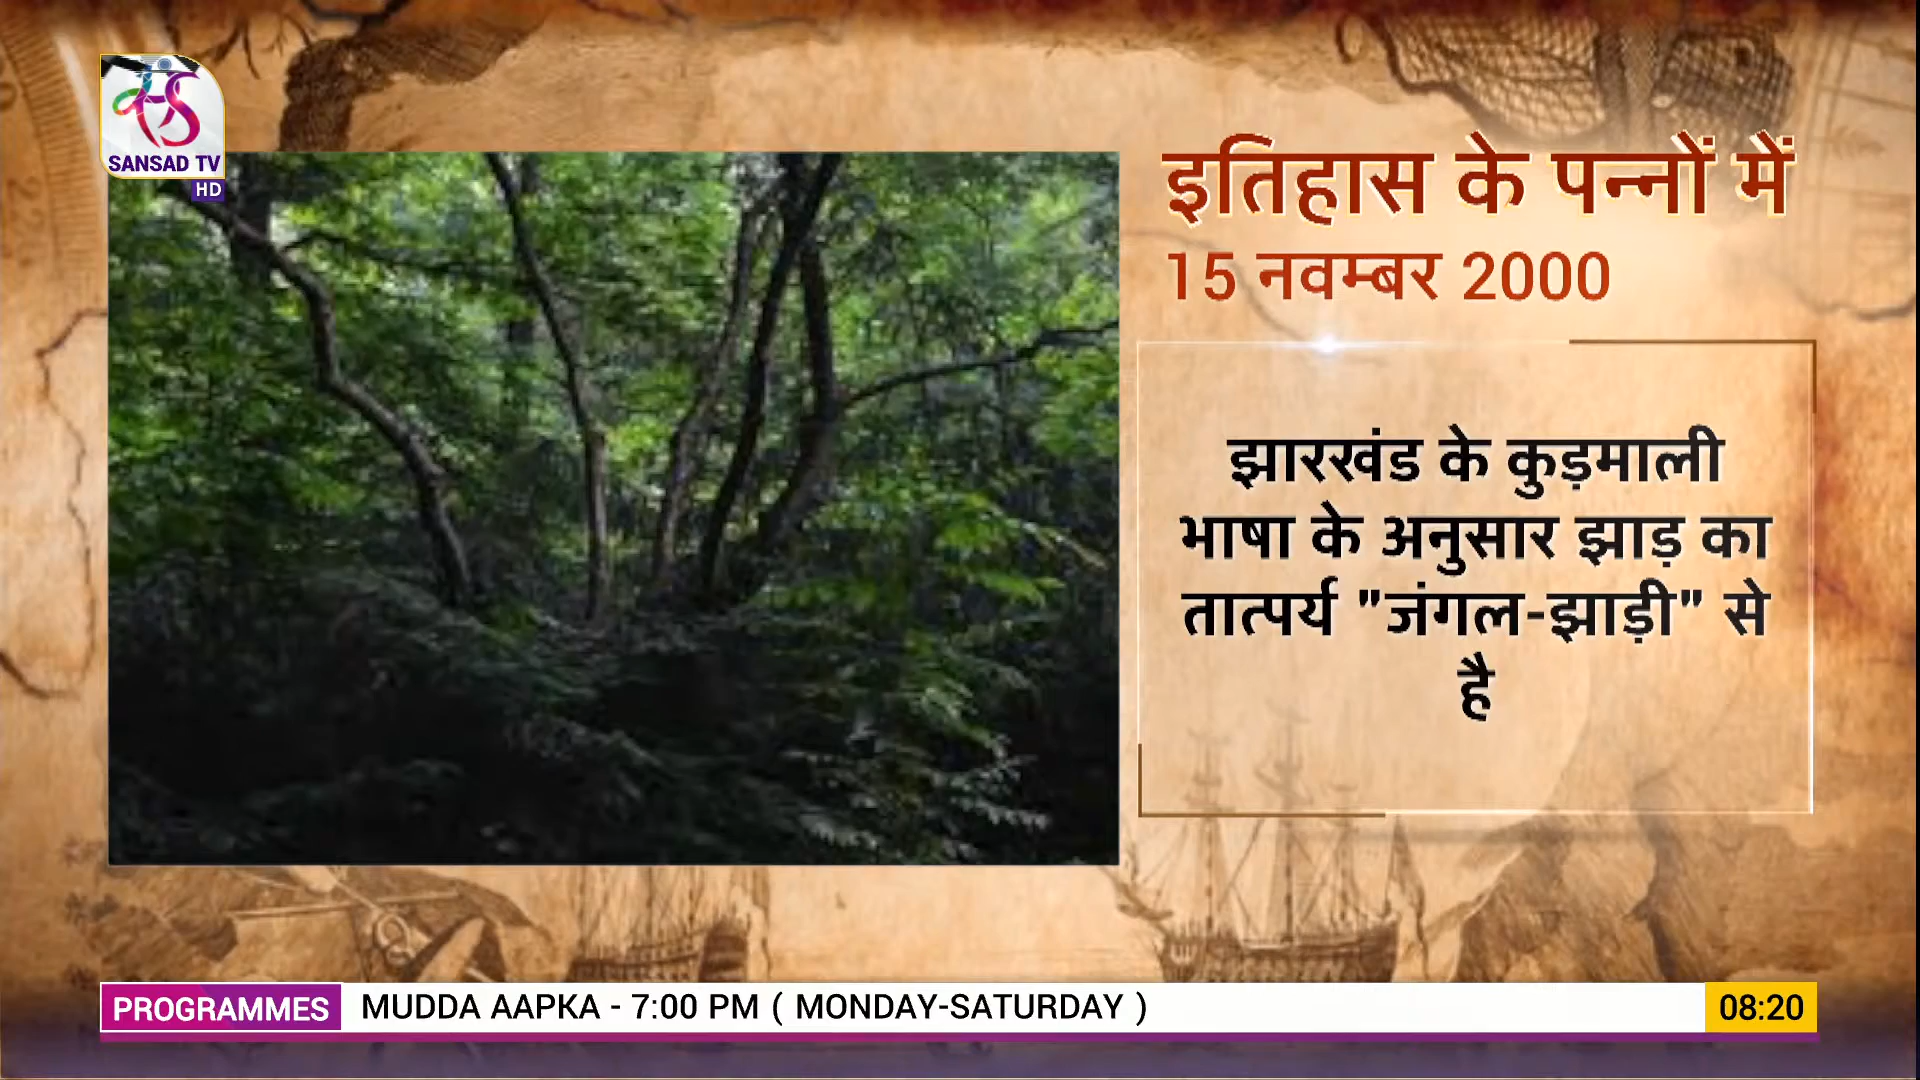 SANSAD TV
HD
इतिहास के पन्नों में
15 नवम्बर 2000
झारखंड के कुड़माली
भाषा के अनुसार झाड़ का
तात्पर्य "जंगल-झाड़ी" से
है
PROGRAMMES MUDDA AAPKA - 7:00 PM ( MONDAY-SATURDAY ) 08:20